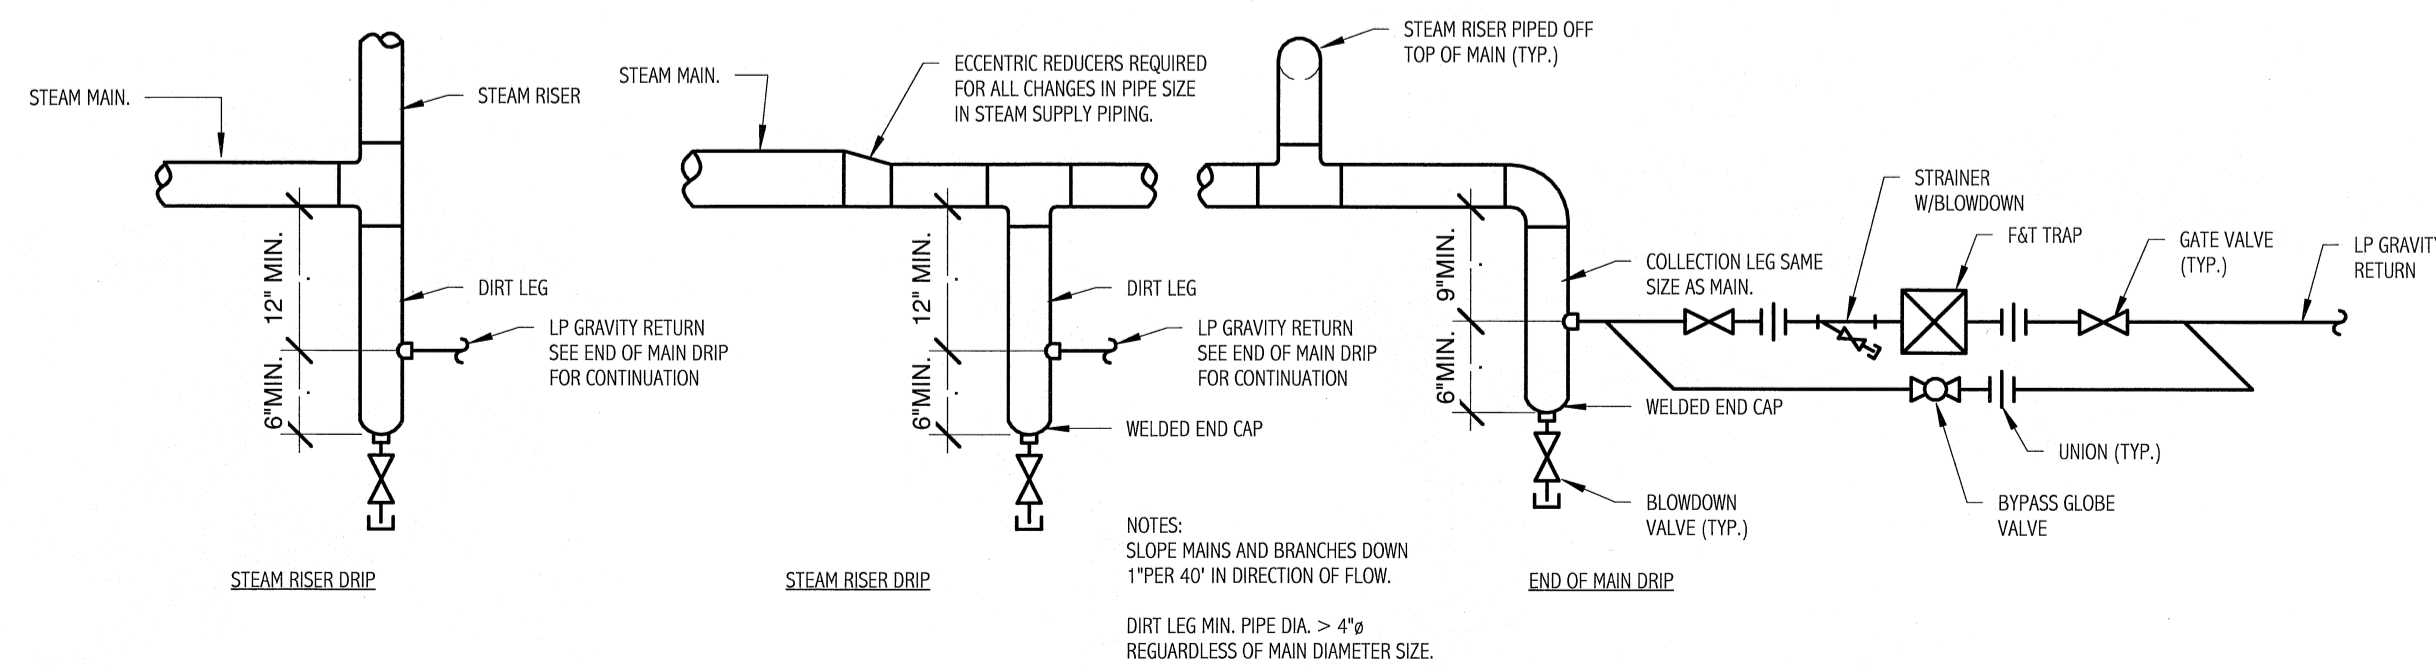 STEAM MAIN.
STEAM RISER
12" MIN.
6"MIN.
DIRT LEG
LP GRAVITY RETURN
SEE END OF MAIN DRIP
FOR CONTINUATION
STEAM RISER DRIP
STEAM MAIN.
ECCENTRIC REDUCERS REQUIRED
FOR ALL CHANGES IN PIPE SIZE
IN STEAM SUPPLY PIPING.
12" MIN.
6"MIN.
DIRT LEG
LP GRAVITY RETURN
SEE END OF MAIN DRIP
FOR CONTINUATION
WELDED END CAP
STEAM RISER DRIP
NOTES:
SLOPE MAINS AND BRANCHES DOWN
1"PER 40' IN DIRECTION OF FLOW.
DIRT LEG MIN. PIPE DIA. > 4"ø
REGUARDLESS OF MAIN DIAMETER SIZE.
STEAM RISER PIPED OFF
TOP OF MAIN (TYP.)
9"MIN.
6"MIN.
COLLECTION LEG SAME
SIZE AS MAIN.
STRAINER
W/BLOWDOWN
F&T TRAP
GATE VALVE
(TYP.)
LP GRAVITY
RETURN
WELDED END CAP
UNION (TYP.)
BLOWDOWN
VALVE (TYP.)
BYPASS GLOBE
VALVE
END OF MAIN DRIP